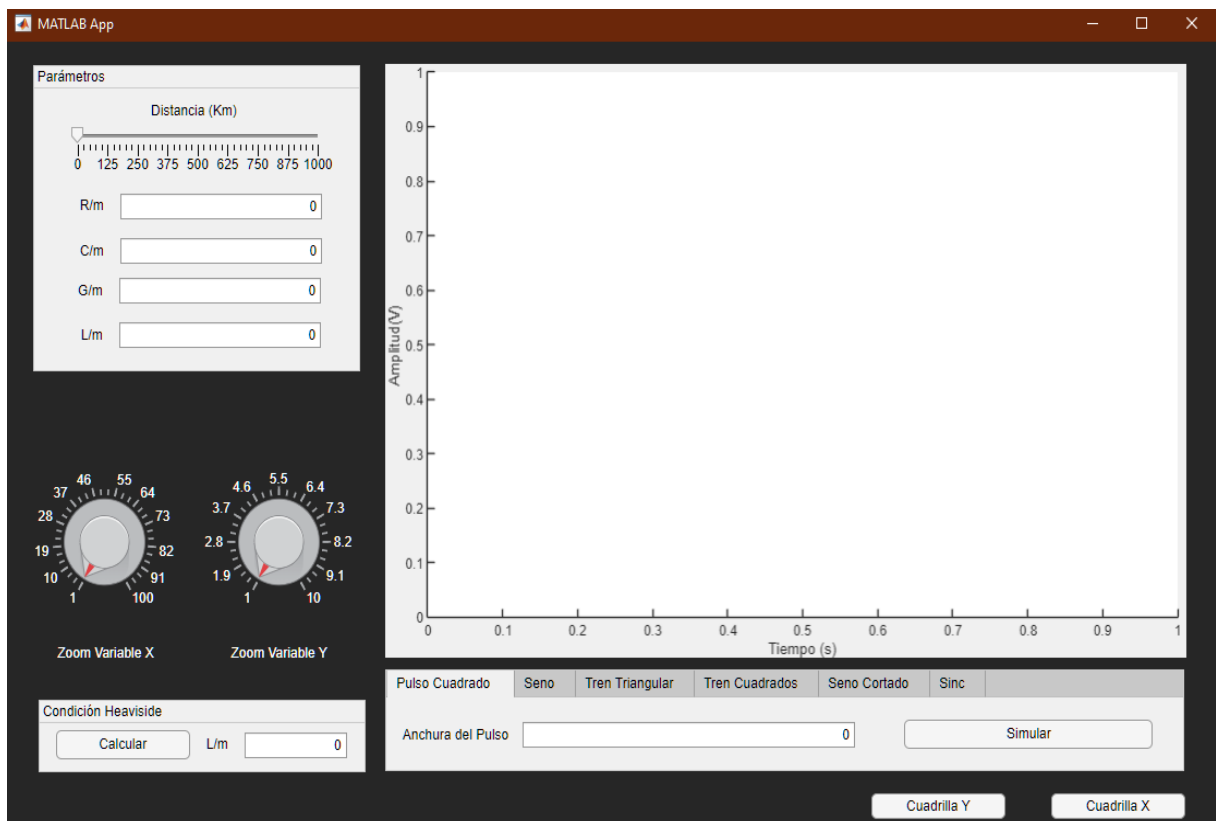 MATLAB App
Parámetros
Distancia (Km)
0 125 250 375 500 625 750 875 1000
R/m 0
C/m 0
G/m 0
L/m 0
1 10 19 28 37 46 55 64 73 82 91 100
Zoom Variable X
1 1.9 2.8 3.7 4.6 5.5 6.4 7.3 8.2 9.1 10
Zoom Variable Y
Condición Heaviside
Calcular L/m 0
Amplitud(V)
1
0.9
0.8
0.7
0.6
0.5
0.4
0.3
0.2
0.1
0
0 0.1 0.2 0.3 0.4 0.5 0.6 0.7 0.8 0.9 1
Tiempo (s)
Pulso Cuadrado Seno Tren Triangular Tren Cuadrados Seno Cortado Sinc
Anchura del Pulso 0 Simular
Cuadrilla Y Cuadrilla X